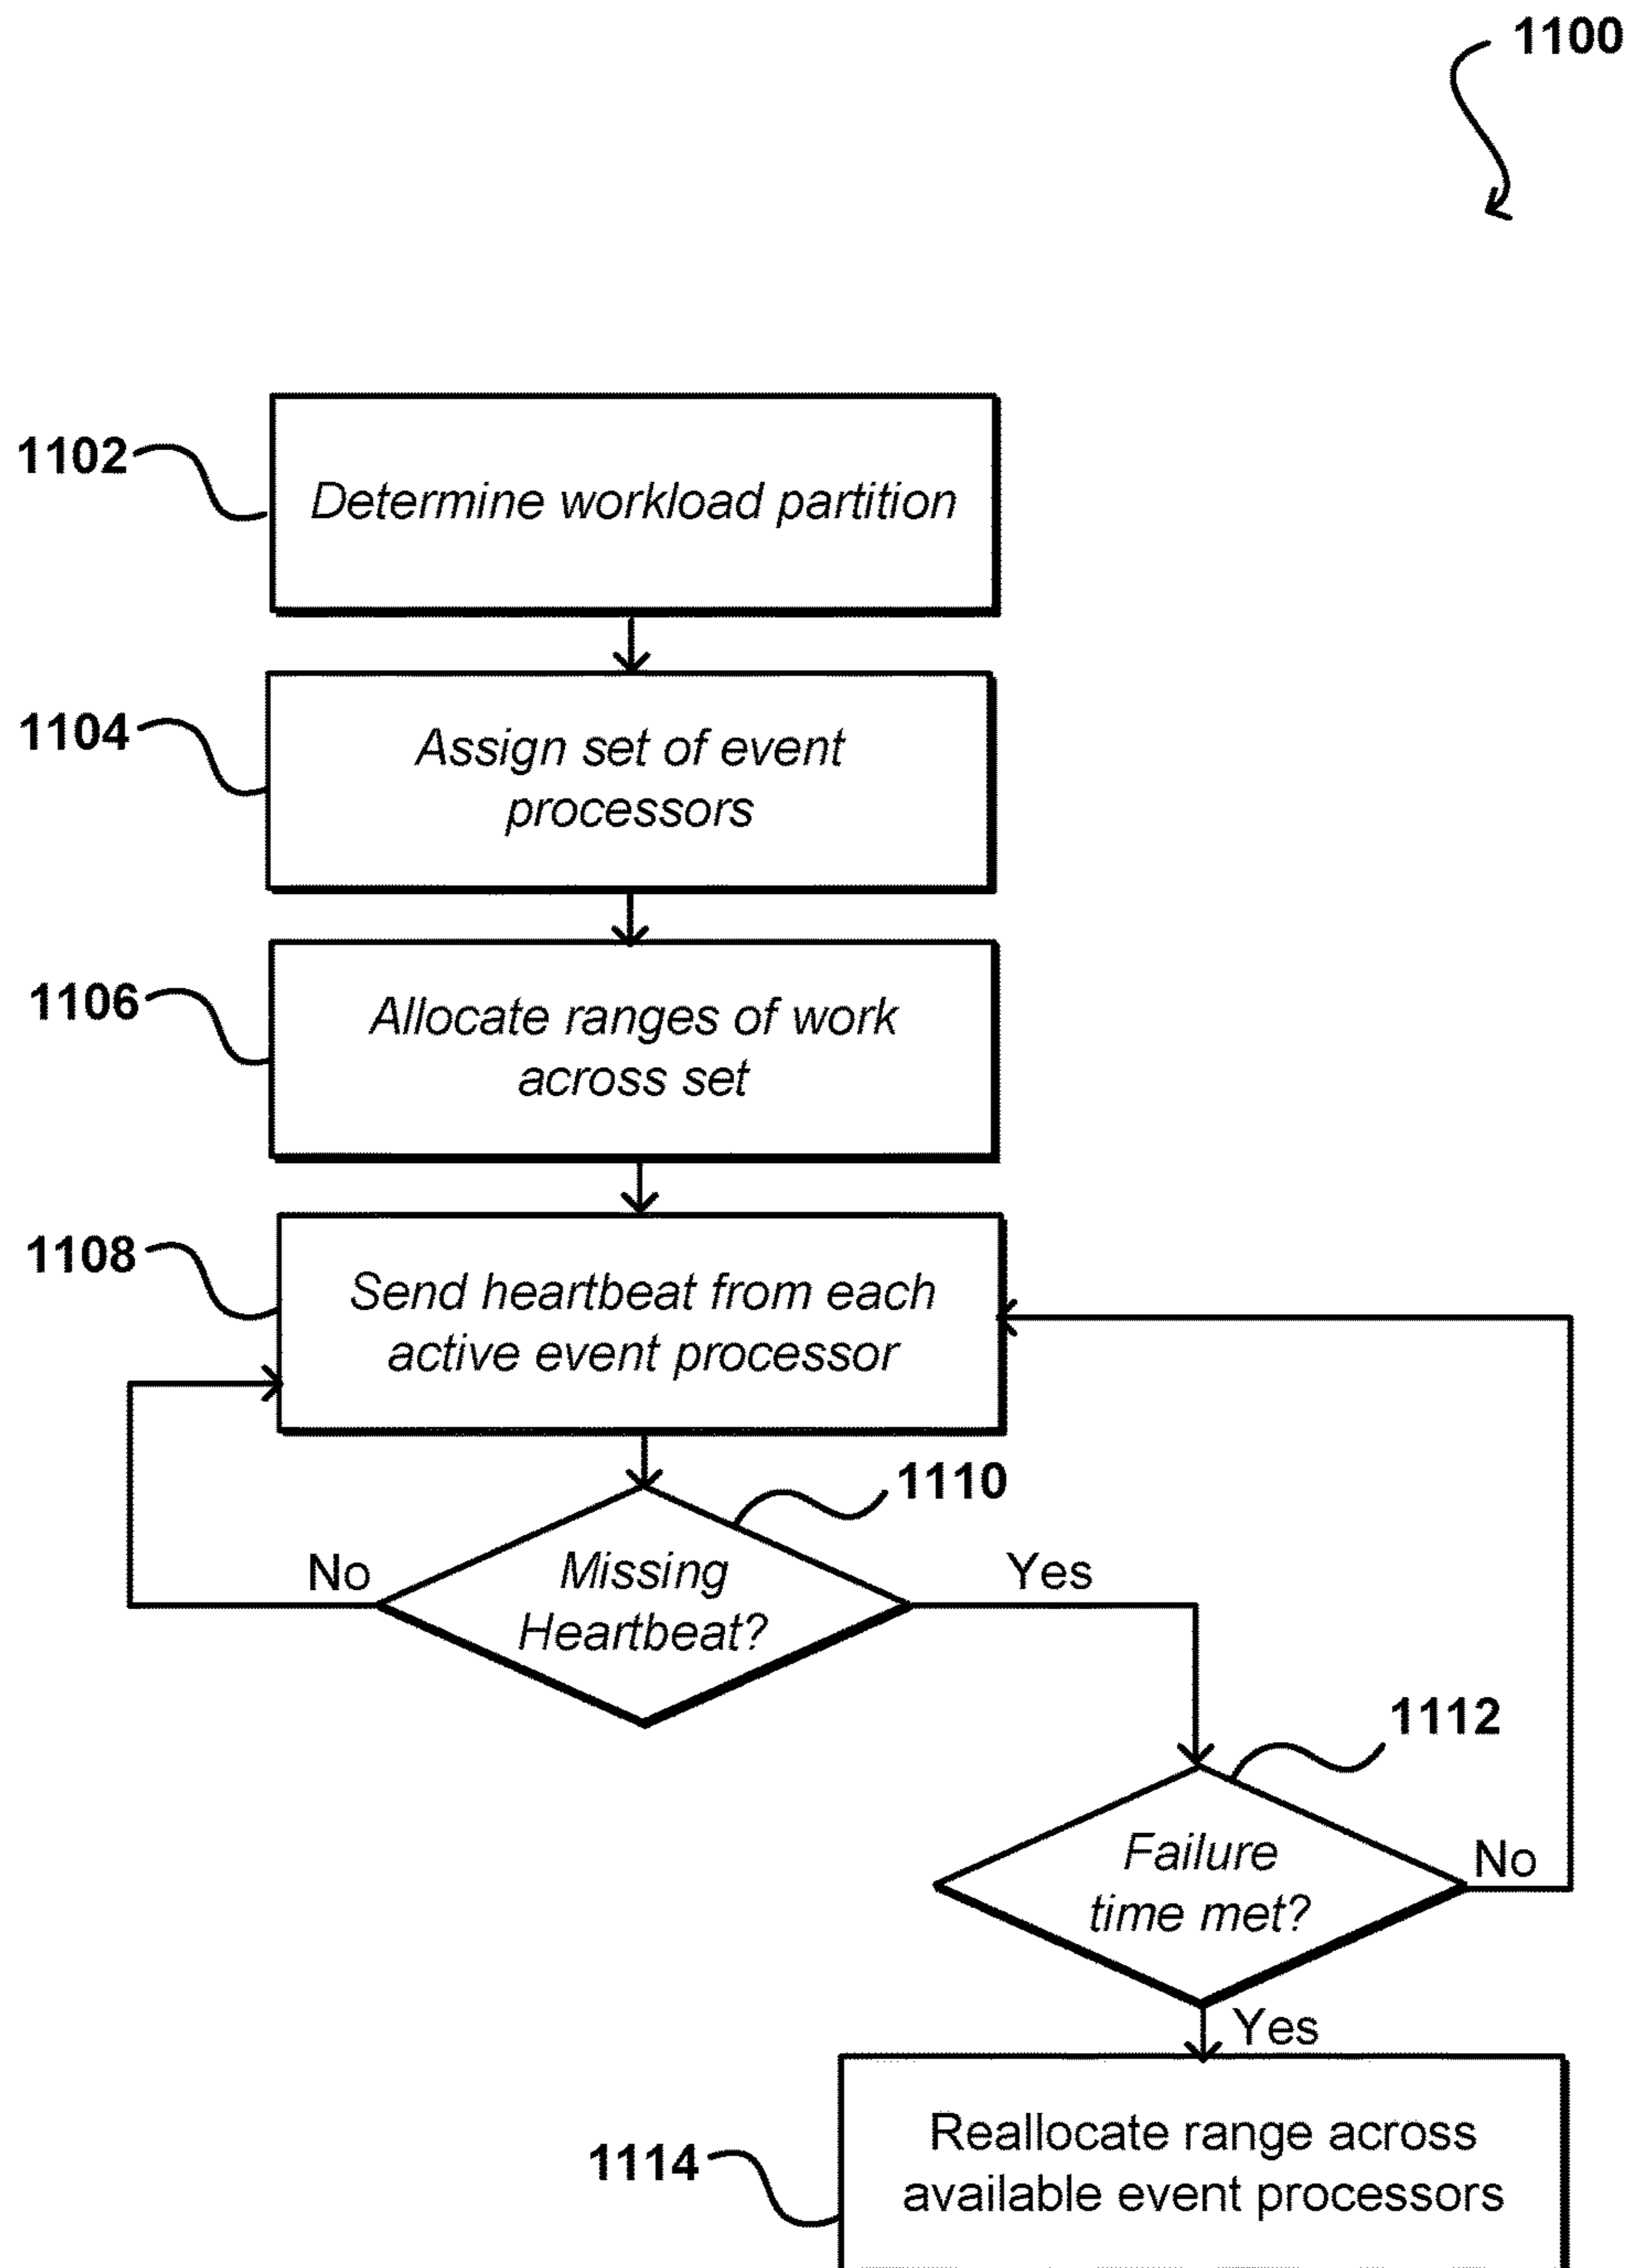 1100
1102
Determine workload partition
1104
Assign set of event
processors
1106
Allocate ranges of work
across set
1108
Send heartbeat from each
active event processor
1110
No
Missing
Heartbeat?
Yes
1112
Failure
time met?
No
Yes
1114
Reallocate range across
available event processors